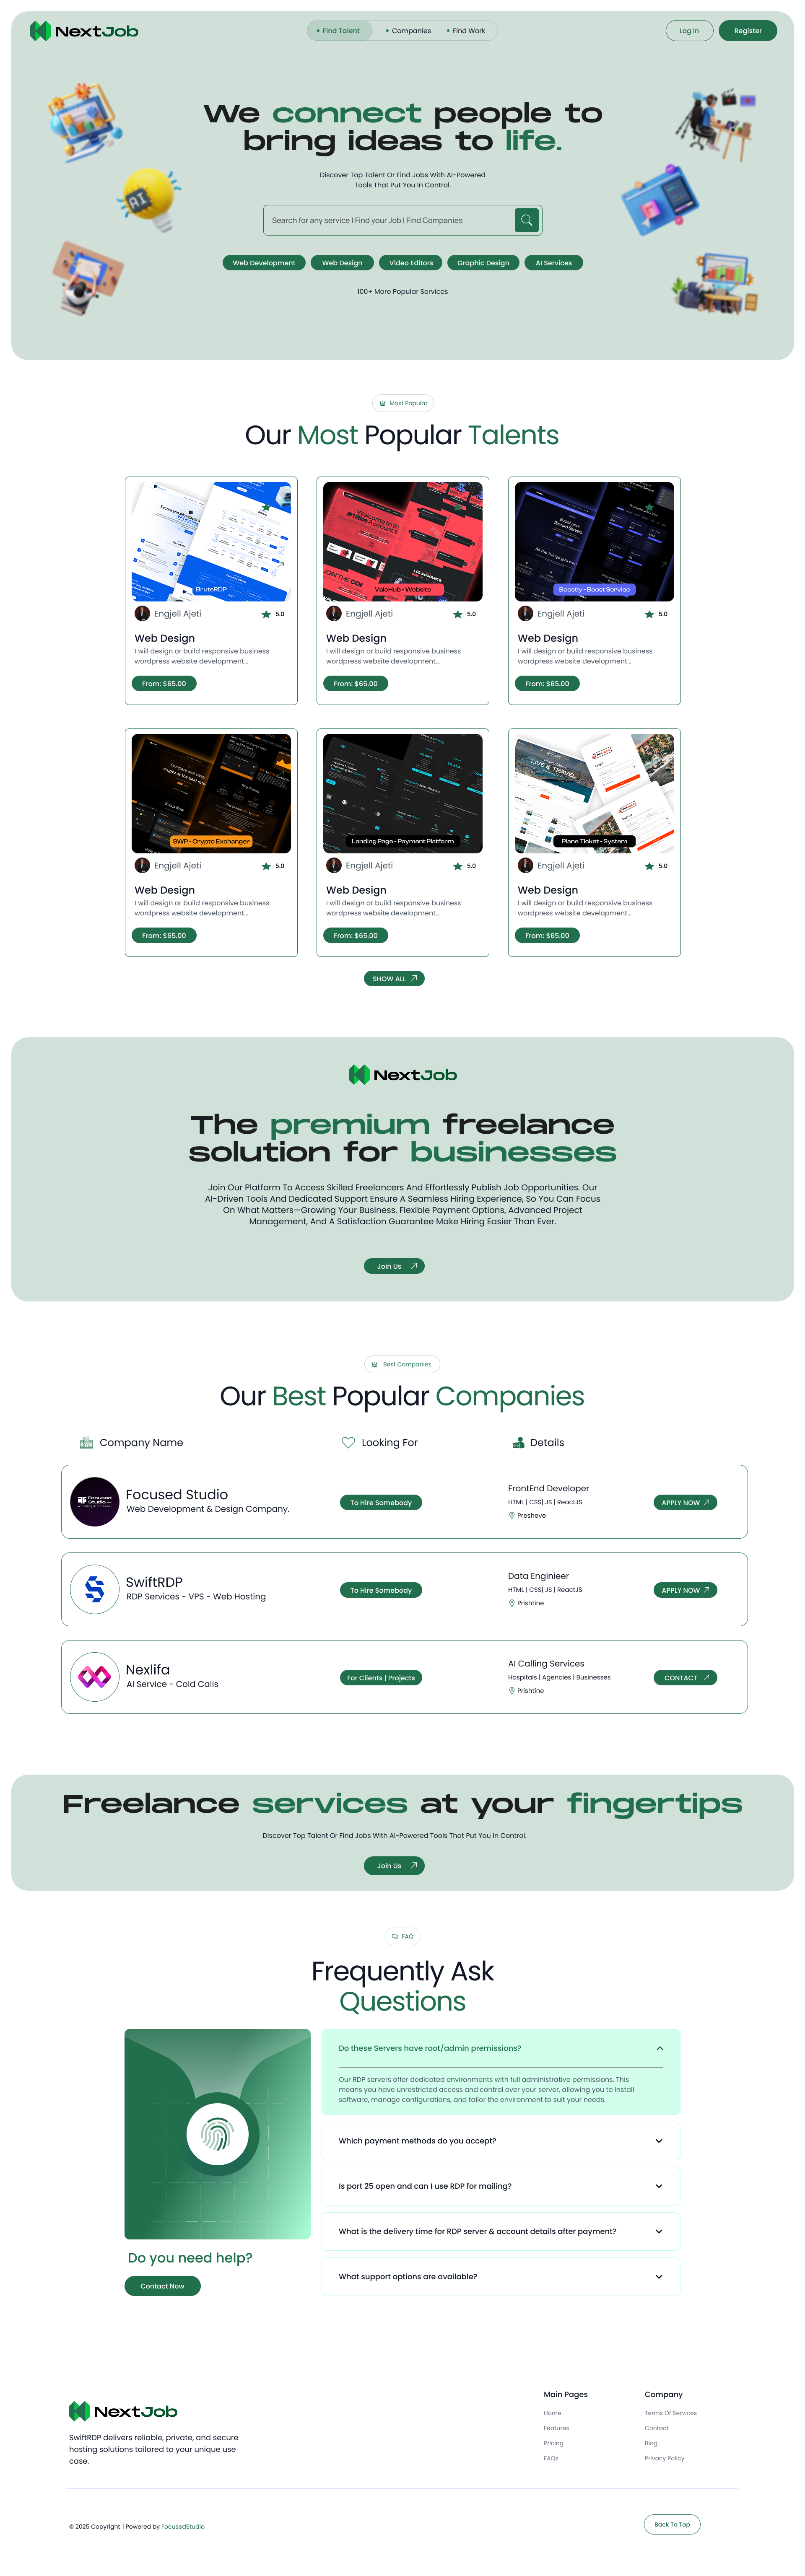 NextJob
Find Talent
Companies
Find Work
Log In
Register
We connect people to
bring ideas to life.
Discover Top Talent Or Find Jobs With AI-Powered
Tools That Put You In Control.
AI
Search for any service | Find your Job | Find Companies
Web Development
Web Design
Video Editors
Graphic Design
AI Services
100+ More Popular Services
Most Popular
Our Most Popular Talents
BruteRDP
ValoHub - Website
Boostly - Boost Service
Engjell Ajeti
5.0
Engjell Ajeti
5.0
Engjell Ajeti
5.0
Web Design
I will design or build responsive business
wordpress website development...
From: $65.00
Web Design
I will design or build responsive business
wordpress website development...
From: $65.00
Web Design
I will design or build responsive business
wordpress website development...
From: $65.00
LIVE & TRAVEL
SWP - Crypto Exchanger
Landing Page - Payment Platform
Plane Ticket - System
Engjell Ajeti
5.0
Engjell Ajeti
5.0
Engjell Ajeti
5.0
Web Design
I will design or build responsive business
wordpress website development...
From: $65.00
Web Design
I will design or build responsive business
wordpress website development...
From: $65.00
Web Design
I will design or build responsive business
wordpress website development...
From: $65.00
SHOW ALL
NextJob
The premium freelance
solution for businesses
Join Our Platform To Access Skilled Freelancers And Effortlessly Publish Job Opportunities. Our
AI-Driven Tools And Dedicated Support Ensure A Seamless Hiring Experience, So You Can Focus
On What Matters—Growing Your Business. Flexible Payment Options, Advanced Project
Management, And A Satisfaction Guarantee Make Hiring Easier Than Ever.
Join Us
Best Companies
Our Best Popular Companies
Company Name
Looking For
Details
Focused
Studio
Focused Studio
Web Development & Design Company.
To Hire Somebody
FrontEnd Developer
HTML | CSS| JS | ReactJS
Presheve
APPLY NOW
SwiftRDP
RDP Services - VPS - Web Hosting
To Hire Somebody
Data Enginieer
HTML | CSS| JS | ReactJS
Prishtine
APPLY NOW
Nexlifa
AI Service - Cold Calls
For Clients | Projects
AI Calling Services
Hospitals | Agencies | Businesses
Prishtine
CONTACT
Freelance services at your fingertips
Discover Top Talent Or Find Jobs With AI-Powered Tools That Put You In Control.
Join Us
FAQ
Frequently Ask
Questions
Do these Servers have root/admin premissions?
Our RDP servers offer dedicated environments with full administrative permissions. This
means you have unrestricted access and control over your server, allowing you to install
software, manage configurations, and tailor the environment to suit your needs.
Which payment methods do you accept?
Is port 25 open and can I use RDP for mailing?
What is the delivery time for RDP server & account details after payment?
What support options are available?
Do you need help?
Contact Now
NextJob
SwiftRDP delivers reliable, private, and secure
hosting solutions tailored to your unique use
case.
Main Pages
Home
Features
Pricing
FAQs
Company
Terms Of Services
Contact
Blog
Privacy Policy
© 2025 Copyright | Powered by FocusedStudio
Back To Top